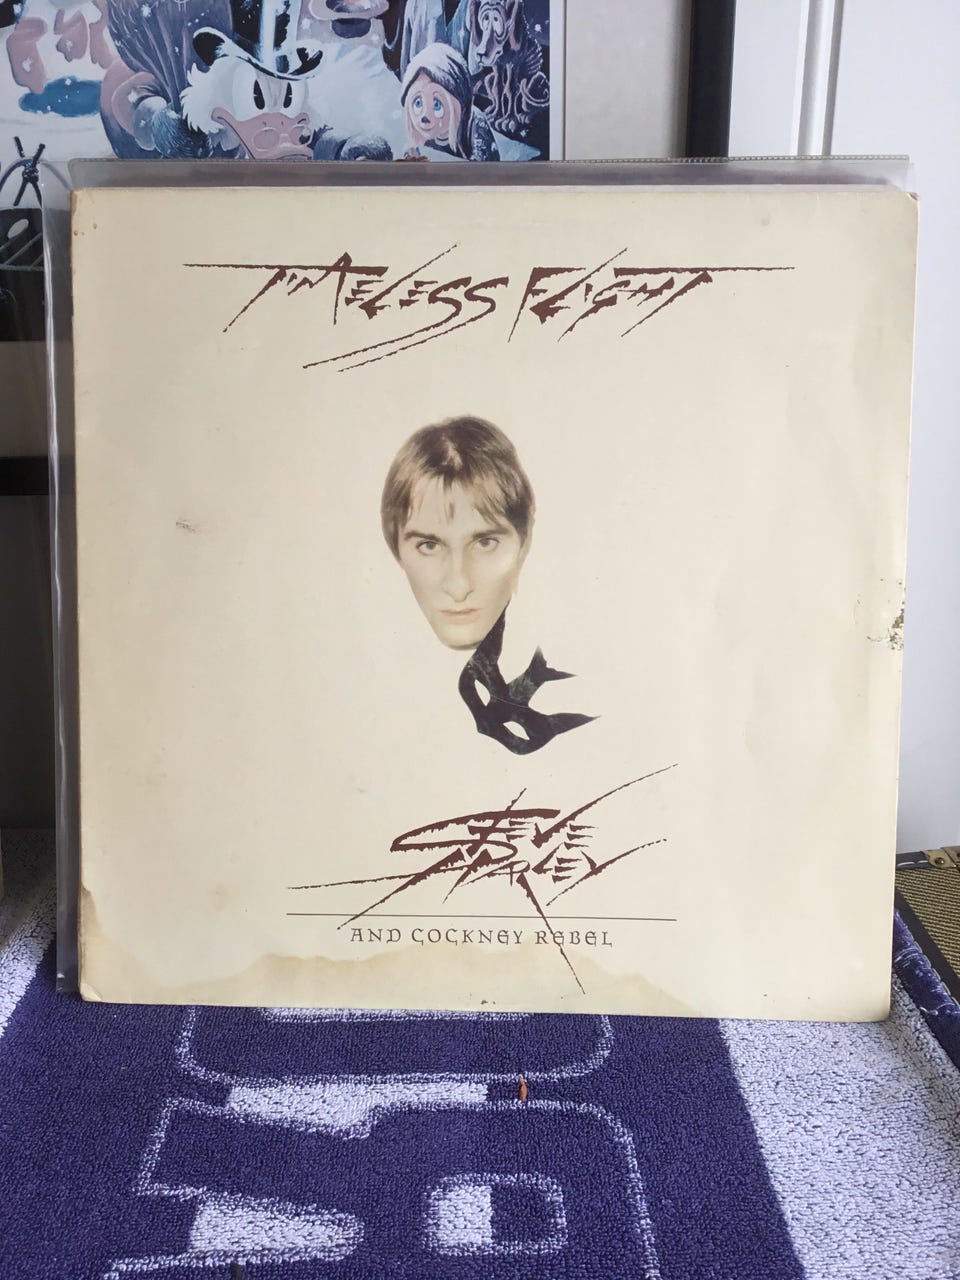 TIMELESS FLIGHT
STEVE
HARLEY
AND COCKNEY REBEL